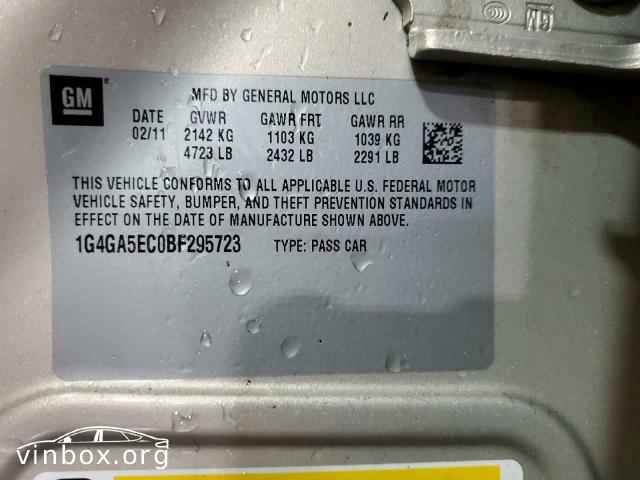 GM
GM
MFD BY GENERAL MOTORS LLC
DATE GVWR GAWR FRT GAWR RR
02/11 2142 KG 1103 KG 1039 KG
4723 LB 2432 LB 2291 LB
THIS VEHICLE CONFORMS TO ALL APPLICABLE U.S. FEDERAL MOTOR
VEHICLE SAFETY, BUMPER, AND THEFT PREVENTION STANDARDS IN
EFFECT ON THE DATE OF MANUFACTURE SHOWN ABOVE.
1G4GA5EC0BF295723 TYPE: PASS CAR
vinbox.org